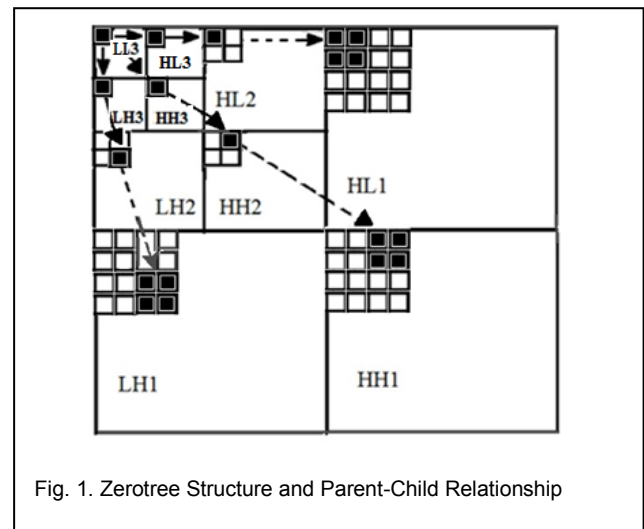 LL3
HL3
LH3
HH3
HL2
HL1
LH2
HH2
LH1
HH1
Fig. 1. Zerotree Structure and Parent-Child Relationship